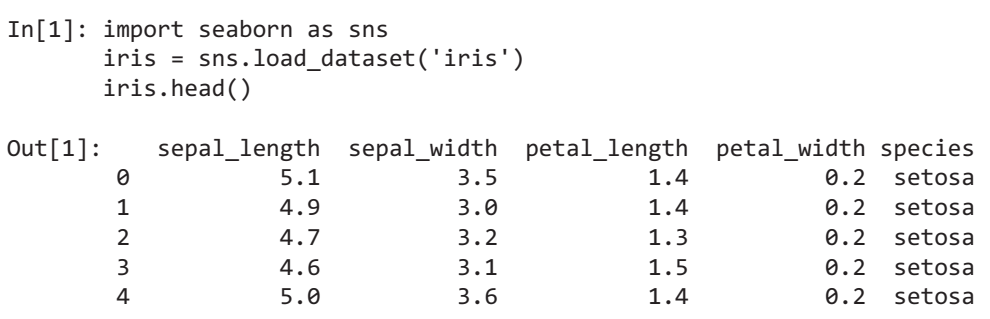 In[1]: import seaborn as sns
iris = sns.load_dataset('iris')
iris.head()
Out[1]: sepal_length sepal_width petal_length petal_width species
0 5.1 3.5 1.4 0.2 setosa
1 4.9 3.0 1.4 0.2 setosa
2 4.7 3.2 1.3 0.2 setosa
3 4.6 3.1 1.5 0.2 setosa
4 5.0 3.6 1.4 0.2 setosa